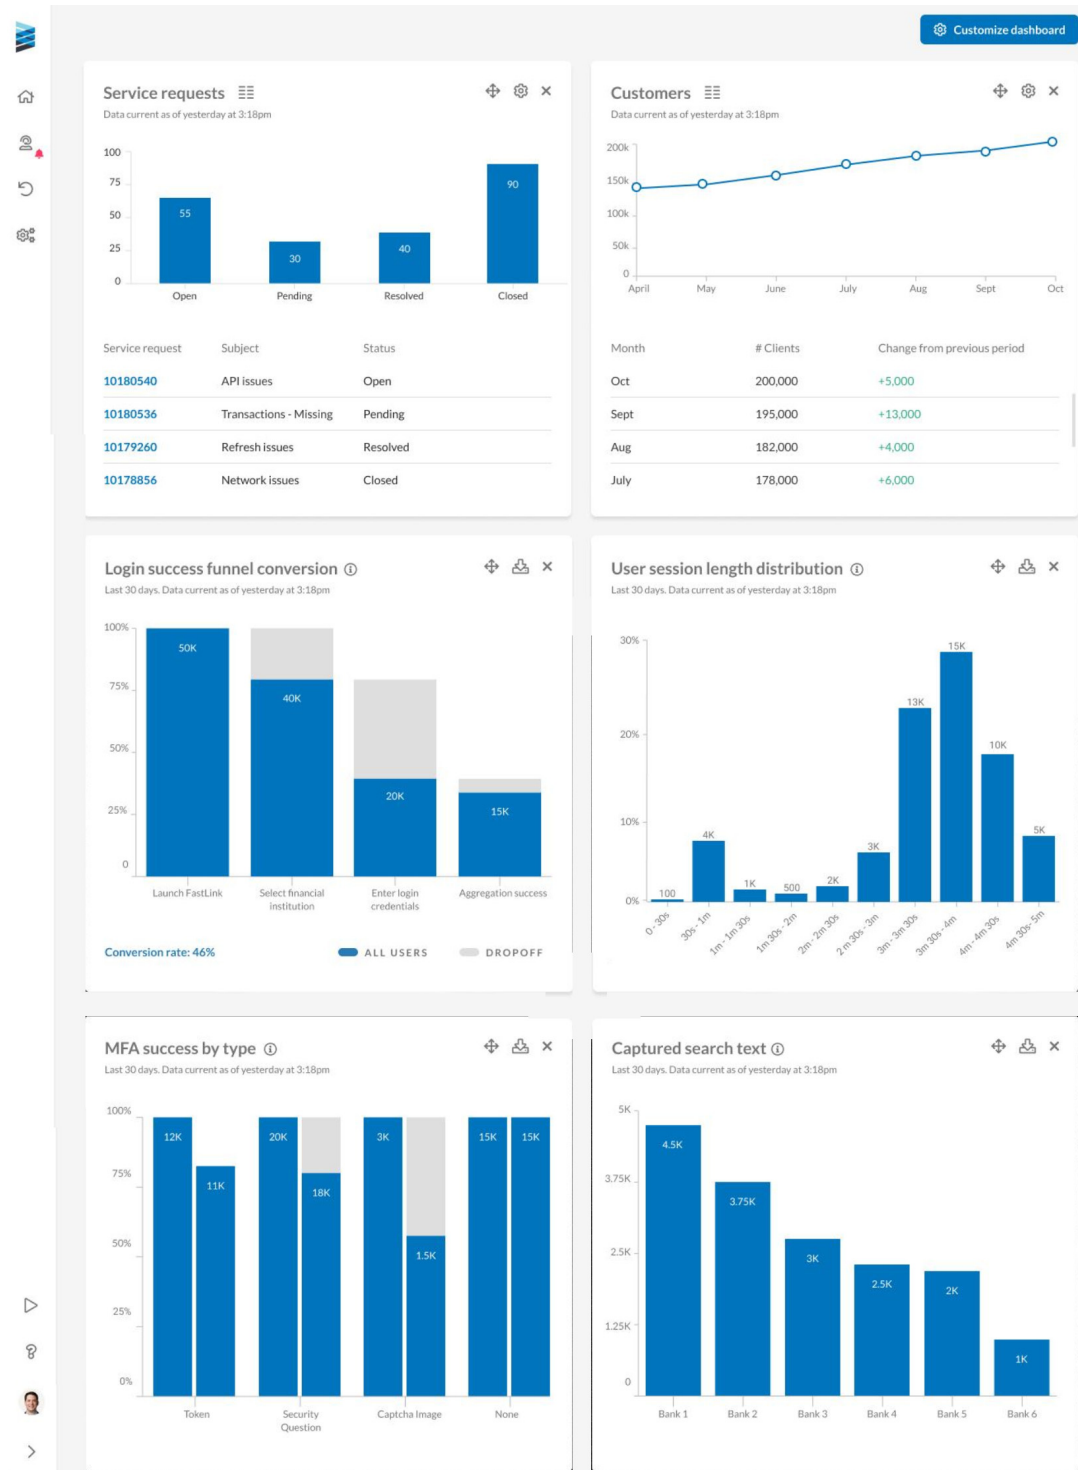 Customize dashboard
Service requests
Data current as of yesterday at 3:18pm
100
75
50
25
0
55
30
40
90
Open Pending Resolved Closed
Service request Subject Status
10180540 API issues Open
10180536 Transactions - Missing Pending
10179260 Refresh issues Resolved
10178856 Network issues Closed
Customers
Data current as of yesterday at 3:18pm
200k
150k
100k
50k
0
April May June July Aug Sept Oct
Month # Clients Change from previous period
Oct 200,000 +5,000
Sept 195,000 +13,000
Aug 182,000 +4,000
July 178,000 +6,000
Login success funnel conversion
Last 30 days. Data current as of yesterday at 3:18pm
100%
75%
50%
25%
0
50K
40K
20K
15K
Launch FastLink
Select financial
institution
Enter login
credentials
Aggregation success
Conversion rate: 46% ALL USERS DROPOFF
User session length distribution
Last 30 days. Data current as of yesterday at 3:18pm
30%
20%
10%
0%
100
4K
1K
500
2K
3K
13K
15K
10K
5K
0 - 30s
30s - 1m
1m - 1m 30s
1m 30s - 2m
2m - 2m 30s
2 m 30s - 3m
3m - 3m 30s
3m 30s - 4m
4m - 4m 30s
4m 30s- 5m
MFA success by type
Last 30 days. Data current as of yesterday at 3:18pm
100%
75%
50%
25%
0%
12K
11K
20K
18K
3K
1.5K
15K
15K
Token
Security
Question
Captcha Image
None
Captured search text
Last 30 days. Data current as of yesterday at 3:18pm
5K
3.75K
2.5K
1.25K
0
4.5K
3.75K
3K
2.5K
2K
1K
Bank 1 Bank 2 Bank 3 Bank 4 Bank 5 Bank 6